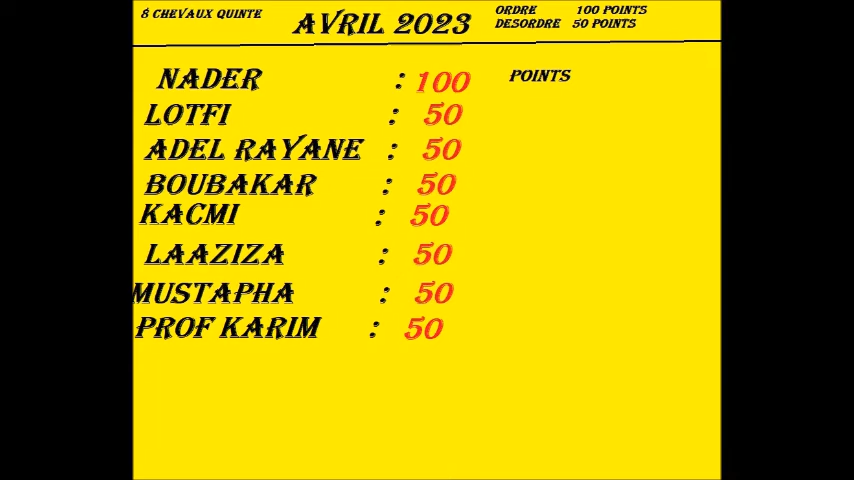 8 CHEVAUX QUINTE
AVRIL 2023
ORDRE 100 POINTS
DESORDRE 50 POINTS
NADER : 100 POINTS
LOTFI : 50
ADEL RAYANE : 50
BOUBAKAR : 50
KACMI : 50
LAAZIZA : 50
MUSTAPHA : 50
PROF KARIM : 50